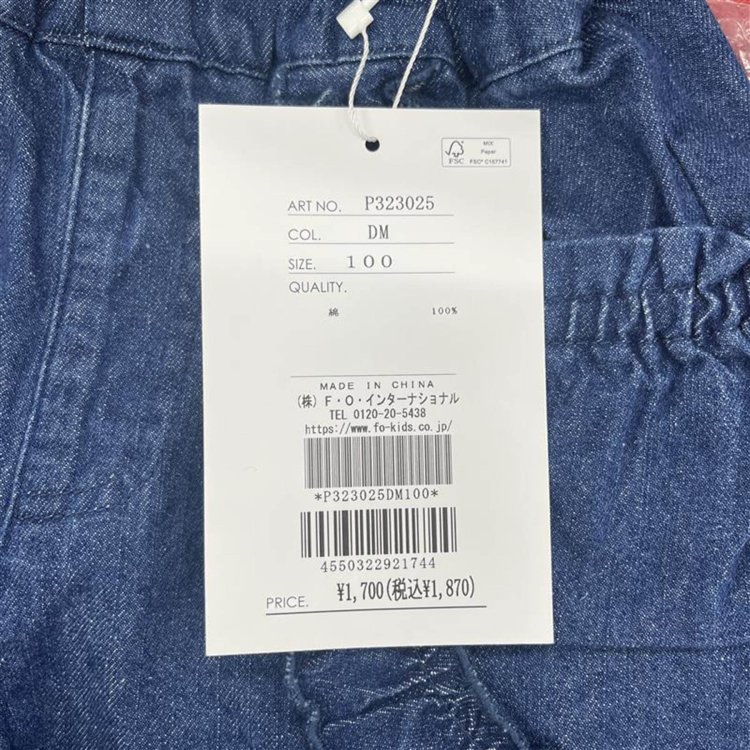 MIX
Paper
FSC
FSC® C187741
ART NO. P323025
COL. DM
SIZE. 100
QUALITY.
綿 100%
MADE IN CHINA
(株)F・O・インターナショナル
TEL 0120-20-5438
https://www.fo-kids.co.jp/
*P323025DM100*
4550322921744
PRICE. ¥1,700(税込¥1,870)